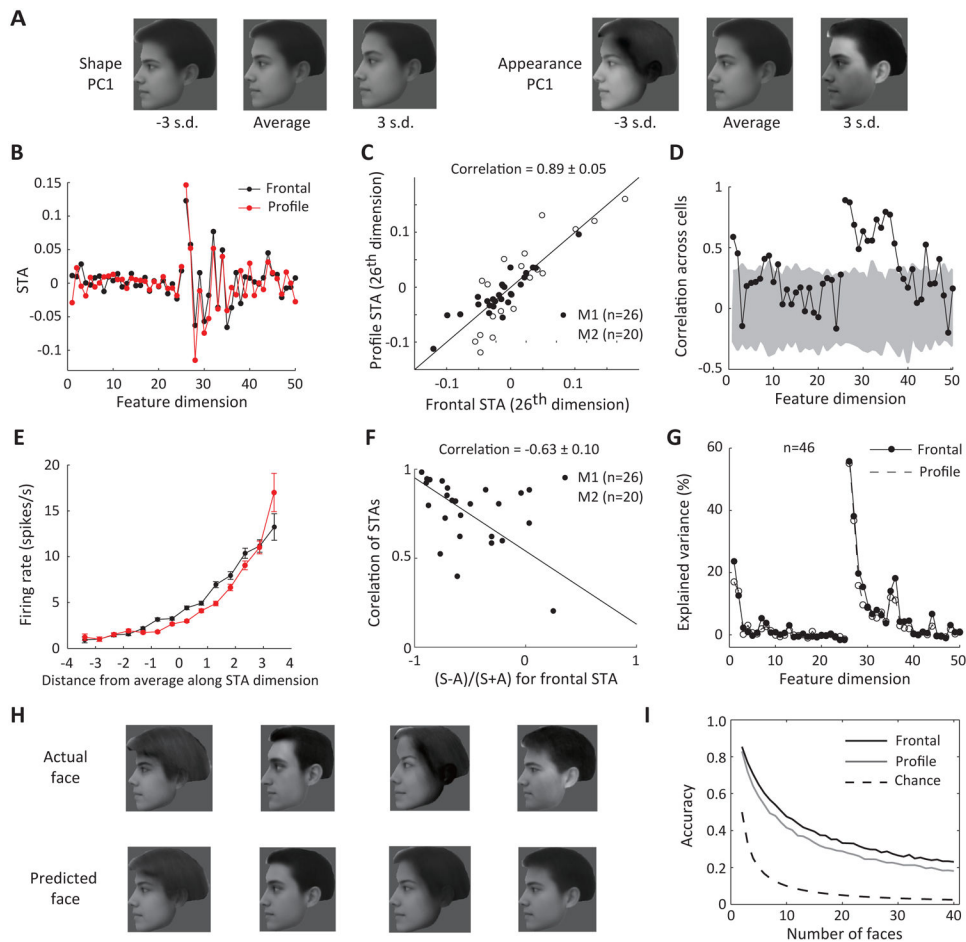 A
Shape
PC1
-3 s.d.
Average
3 s.d.
Appearance
PC1
-3 s.d.
Average
3 s.d.
B
STA
0.15
0.1
0.05
0
-0.05
-0.1
1
10
20
30
40
50
Feature dimension
Frontal
Profile
C
Correlation = 0.89 ± 0.05
Profile STA (26th dimension)
0.1
0
-0.1
-0.1
0
0.1
Frontal STA (26th dimension)
M1 (n=26)
M2 (n=20)
D
Correlation across cells
1
0.5
0
-0.5
1
10
20
30
40
50
Feature dimension
E
Firing rate (spikes/s)
20
15
10
5
0
-4
-3
-2
-1
0
1
2
3
4
Distance from average along STA dimension
F
Correlation = -0.63 ± 0.10
Corelation of STAs
1
0.5
0
-1
0
1
(S-A)/(S+A) for frontal STA
M1 (n=26)
M2 (n=20)
G
n=46
Frontal
Profile
Explained variance (%)
60
40
20
0
1
10
20
30
40
50
Feature dimension
H
Actual
face
Predicted
face
I
Accuracy
1.0
0.8
0.6
0.4
0.2
0
0
10
20
30
40
Number of faces
Frontal
Profile
Chance